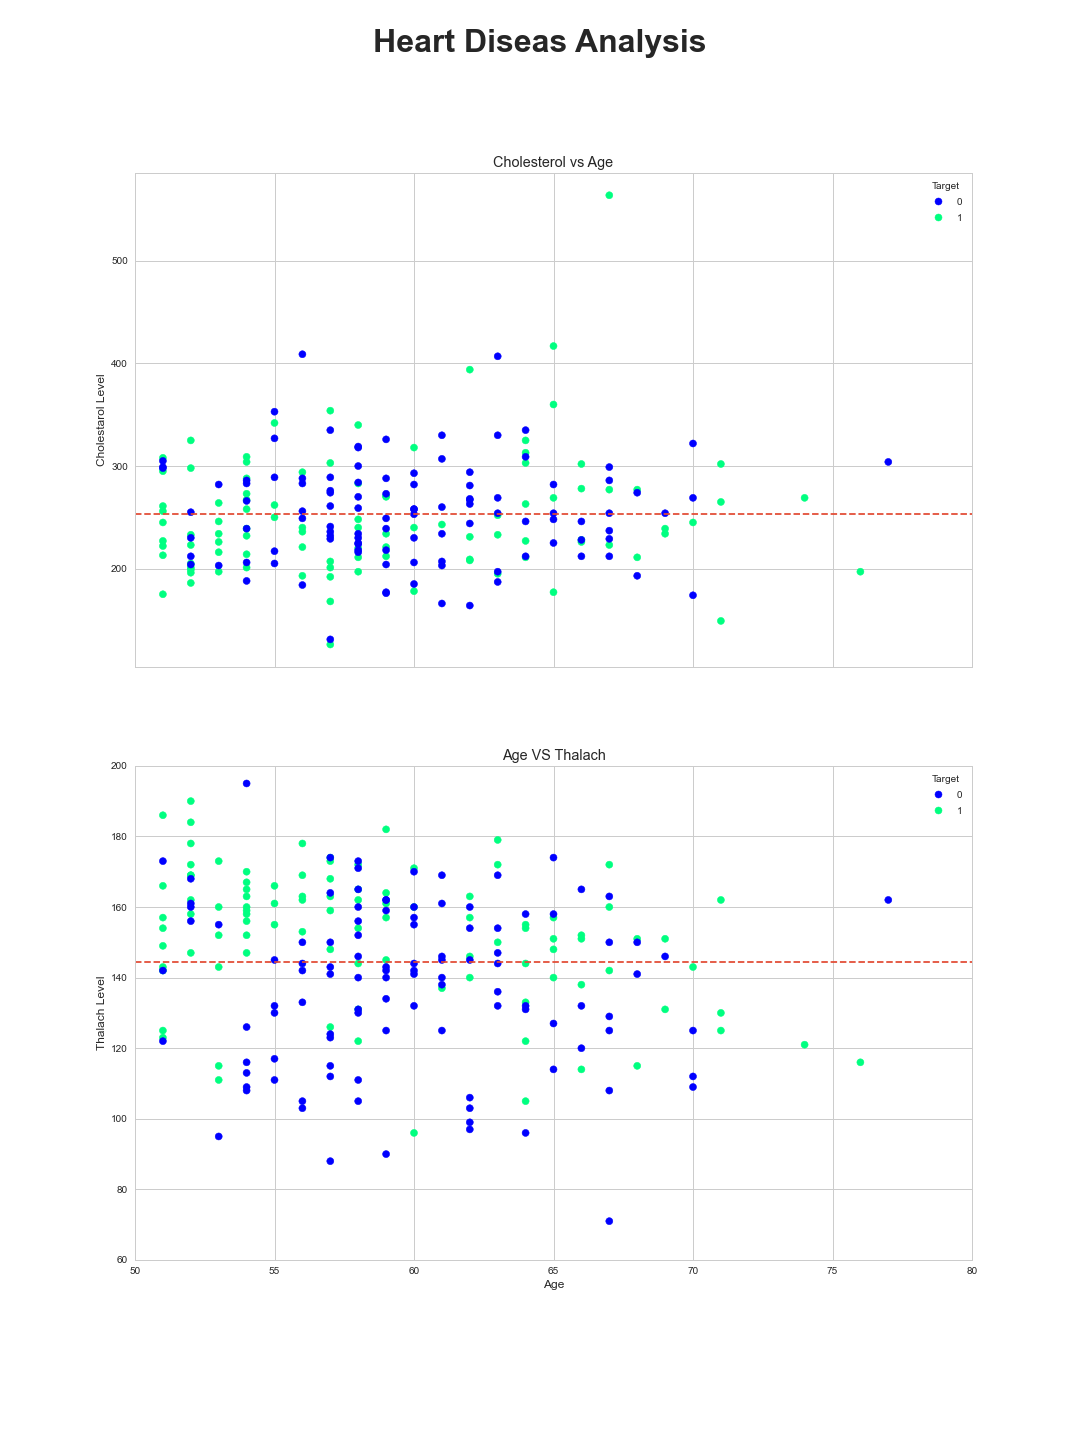 Heart Diseas Analysis
Cholesterol vs Age
Target
0
1
500
400
300
200
Cholestarol Level
Age VS Thalach
Target
0
1
200
180
160
140
120
100
80
60
Thalach Level
50 55 60 65 70 75 80
Age